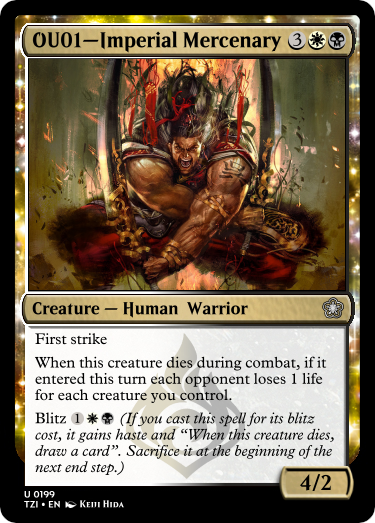 OU01—Imperial Mercenary 3
Creature — Human Warrior
First strike
When this creature dies during combat, if it
entered this turn each opponent loses 1 life
for each creature you control.
Blitz 1 (If you cast this spell for its blitz
cost, it gains haste and “When this creature dies,
draw a card”. Sacrifice it at the beginning of the
next end step.)
4/2
U 0199
TZI • EN Keiji Hida